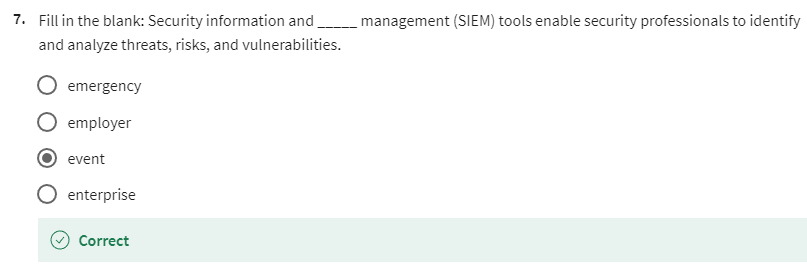 7. Fill in the blank: Security information and _____ management (SIEM) tools enable security professionals to identify
and analyze threats, risks, and vulnerabilities.
emergency
employer
event
enterprise
Correct